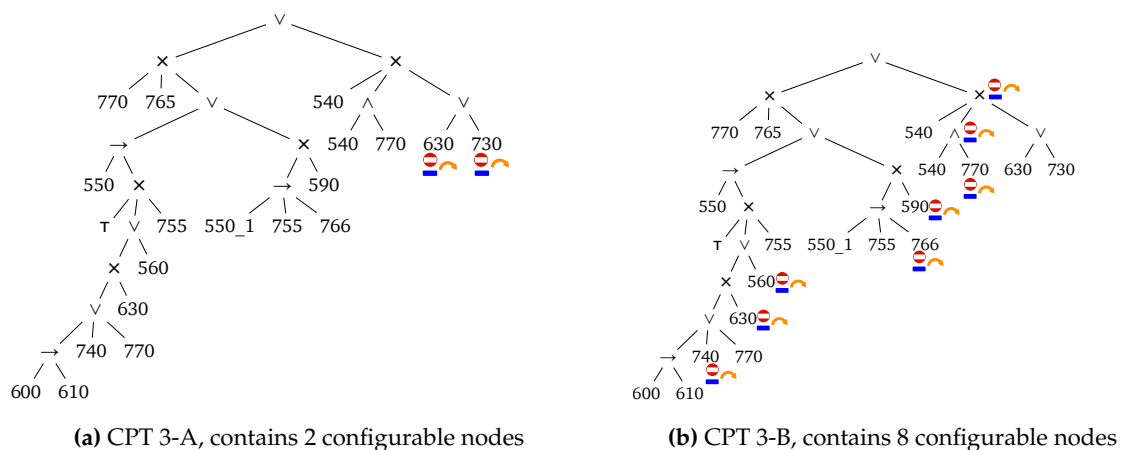 ∨
× ×
770 765 ∨ 540 ∧ ∨
→ × 540 770 630 730
550 × → 590
τ ∨ 755 550_1 755 766
× 560
∨ 630
→ 740 770
600 610
(a) CPT 3-A, contains 2 configurable nodes
∨
× ×
770 765 ∨ 540 ∧ ∨
→ × 540 770 630 730
550 × → 590
τ ∨ 755 550_1 755 766
× 560
∨ 630
→ 740 770
600 610
(b) CPT 3-B, contains 8 configurable nodes